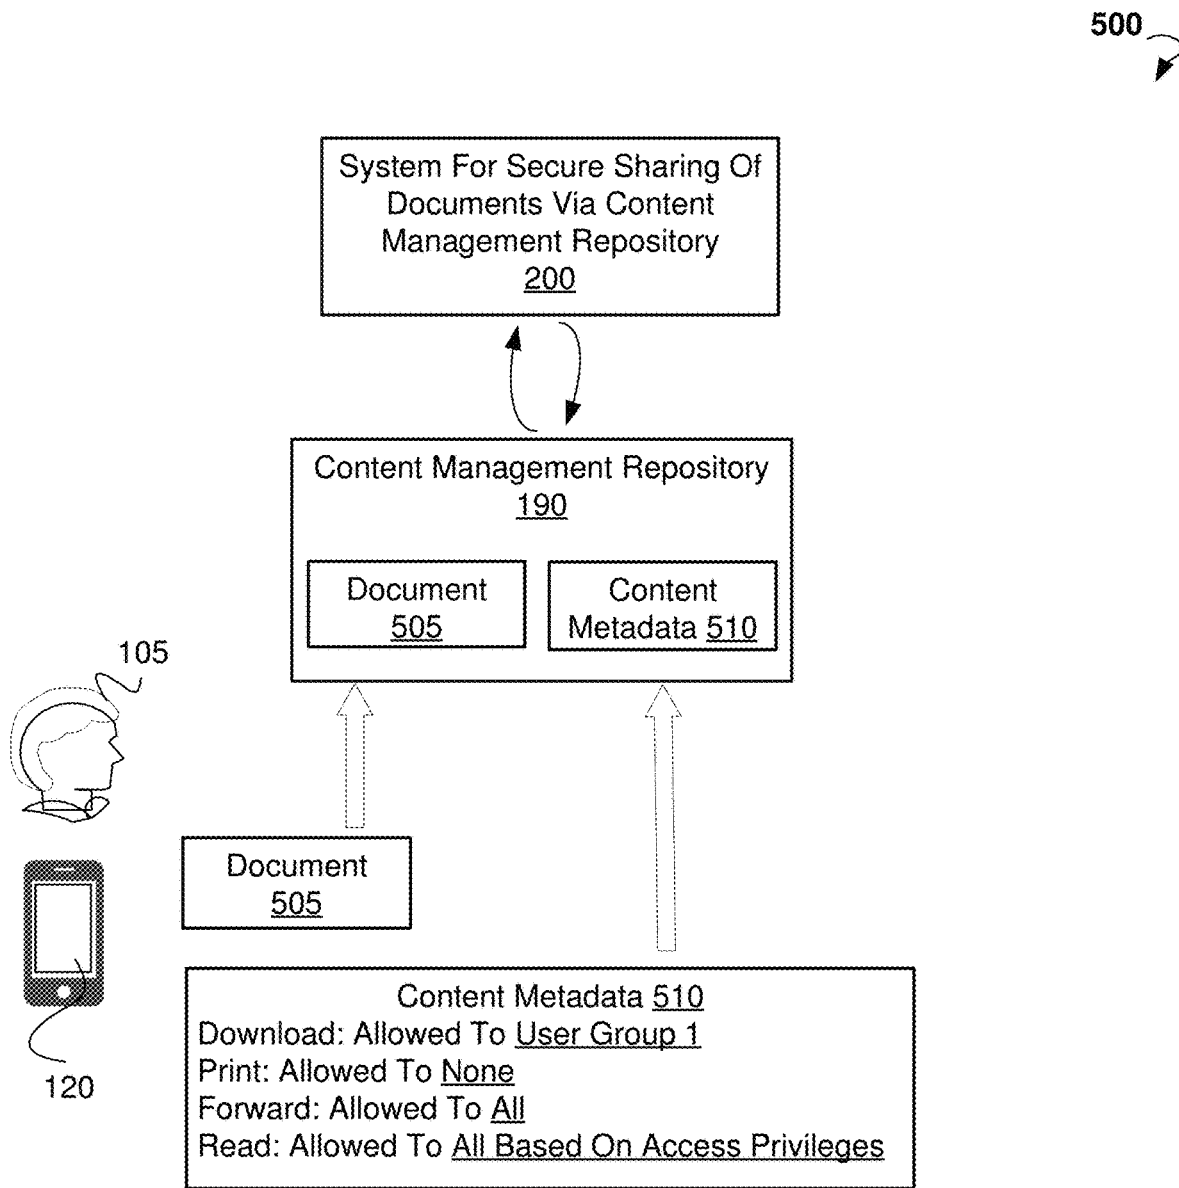 500
System For Secure Sharing Of
Documents Via Content
Management Repository
200
Content Management Repository
190
Document
505
Content
Metadata 510
105
Document
505
120
Content Metadata 510
Download: Allowed To User Group 1
Print: Allowed To None
Forward: Allowed To All
Read: Allowed To All Based On Access Privileges